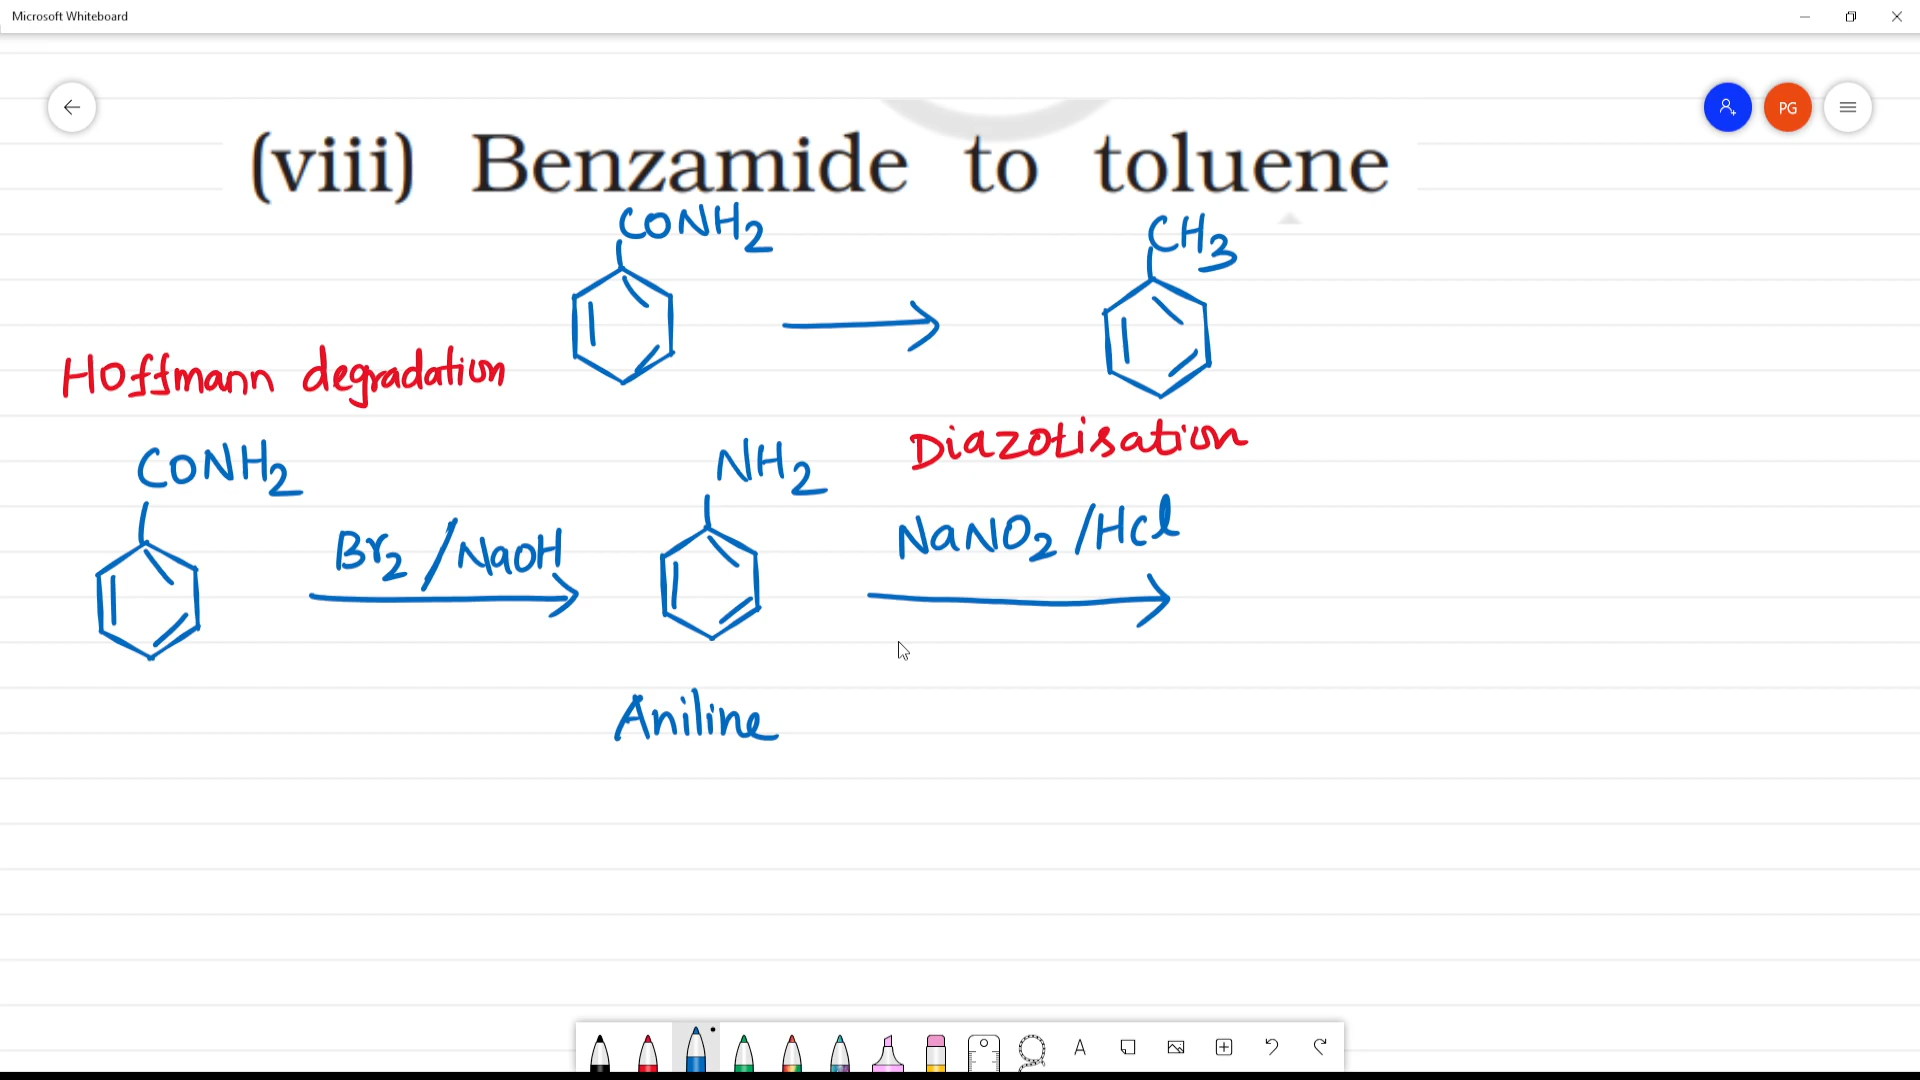 Microsoft Whiteboard
PG
(viii) Benzamide to toluene
CONH2
CH3
Hoffmann degradation
Diazotisation
CONH2
Br2/NaOH
NH2
NaNO2/HCl
Aniline
A